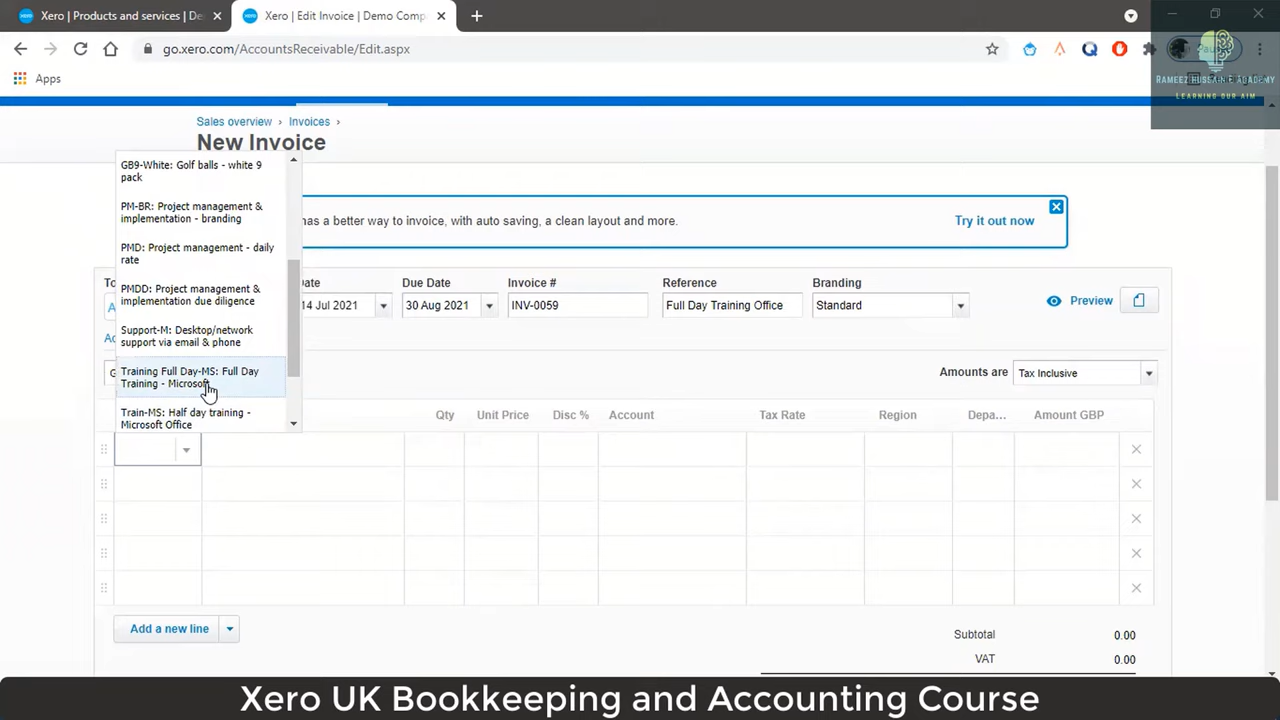 Xero | Products and services | De
Xero | Edit Invoice | Demo Comp
go.xero.com/AccountsReceivable/Edit.aspx
Apps
RAMEEZ HUSSAIN E ACADEMY
LEARNING OUR AIM
Sales overview › Invoices ›
New Invoice
has a better way to invoice, with auto saving, a clean layout and more.
Try it out now
GB9-White: Golf balls - white 9
pack
PM-BR: Project management &
implementation - branding
PMD: Project management - daily
rate
PMDD: Project management &
implementation due diligence
Support-M: Desktop/network
support via email & phone
Training Full Day-MS: Full Day
Training - Microsoft
Train-MS: Half day training -
Microsoft Office
Due Date Invoice # Reference Branding
14 Jul 2021 30 Aug 2021 INV-0059 Full Day Training Office Standard
Preview
Amounts are Tax Inclusive
Qty Unit Price Disc % Account Tax Rate Region Depa... Amount GBP
Add a new line
Subtotal 0.00
VAT 0.00
Xero UK Bookkeeping and Accounting Course